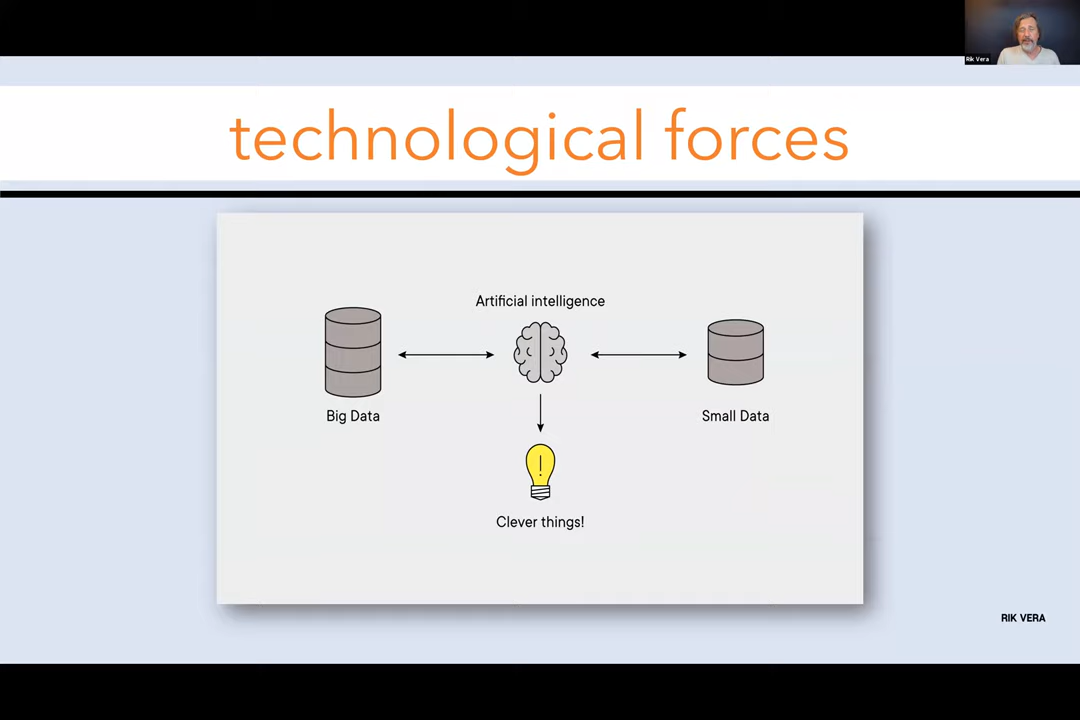 Rik Vera
technological forces
Artificial intelligence
Big Data
Small Data
!
Clever things!
RIK VERA